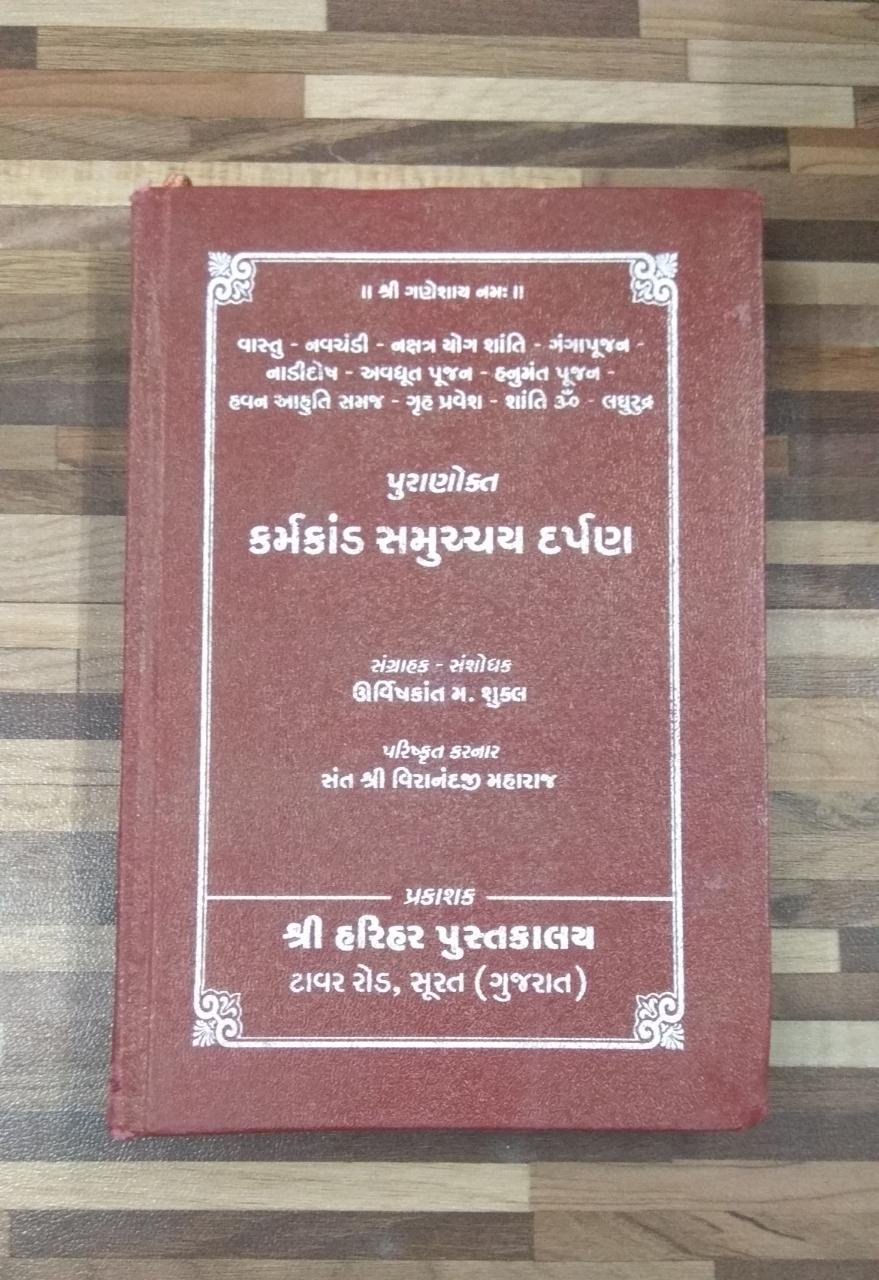 ॥ શ્રી ગણેશાય નમઃ ॥
વાસ્તુ - નવચંડી - નક્ષત્ર યોગ શાંતિ - ગંગાપૂજન -
નાડીદોષ - અવધૂત પૂજન - હનુમંત પૂજન -
હવન આહુતિ સમજ - ગૃહ પ્રવેશ - શાંતિ ૐ - લઘુરુદ્ર
પુરાણોક્ત
કર્મકાંડ સમુચ્ચય દર્પણ
સંગ્રાહક - સંશોધક
ઊર્વિષકાંત મ. શુક્લ
પરિષ્કૃત કરનાર
સંત શ્રી વિરાનંદજી મહારાજ
પ્રકાશક
શ્રી હરિહર પુસ્તકાલય
ટાવર રોડ, સૂરત (ગુજરાત)